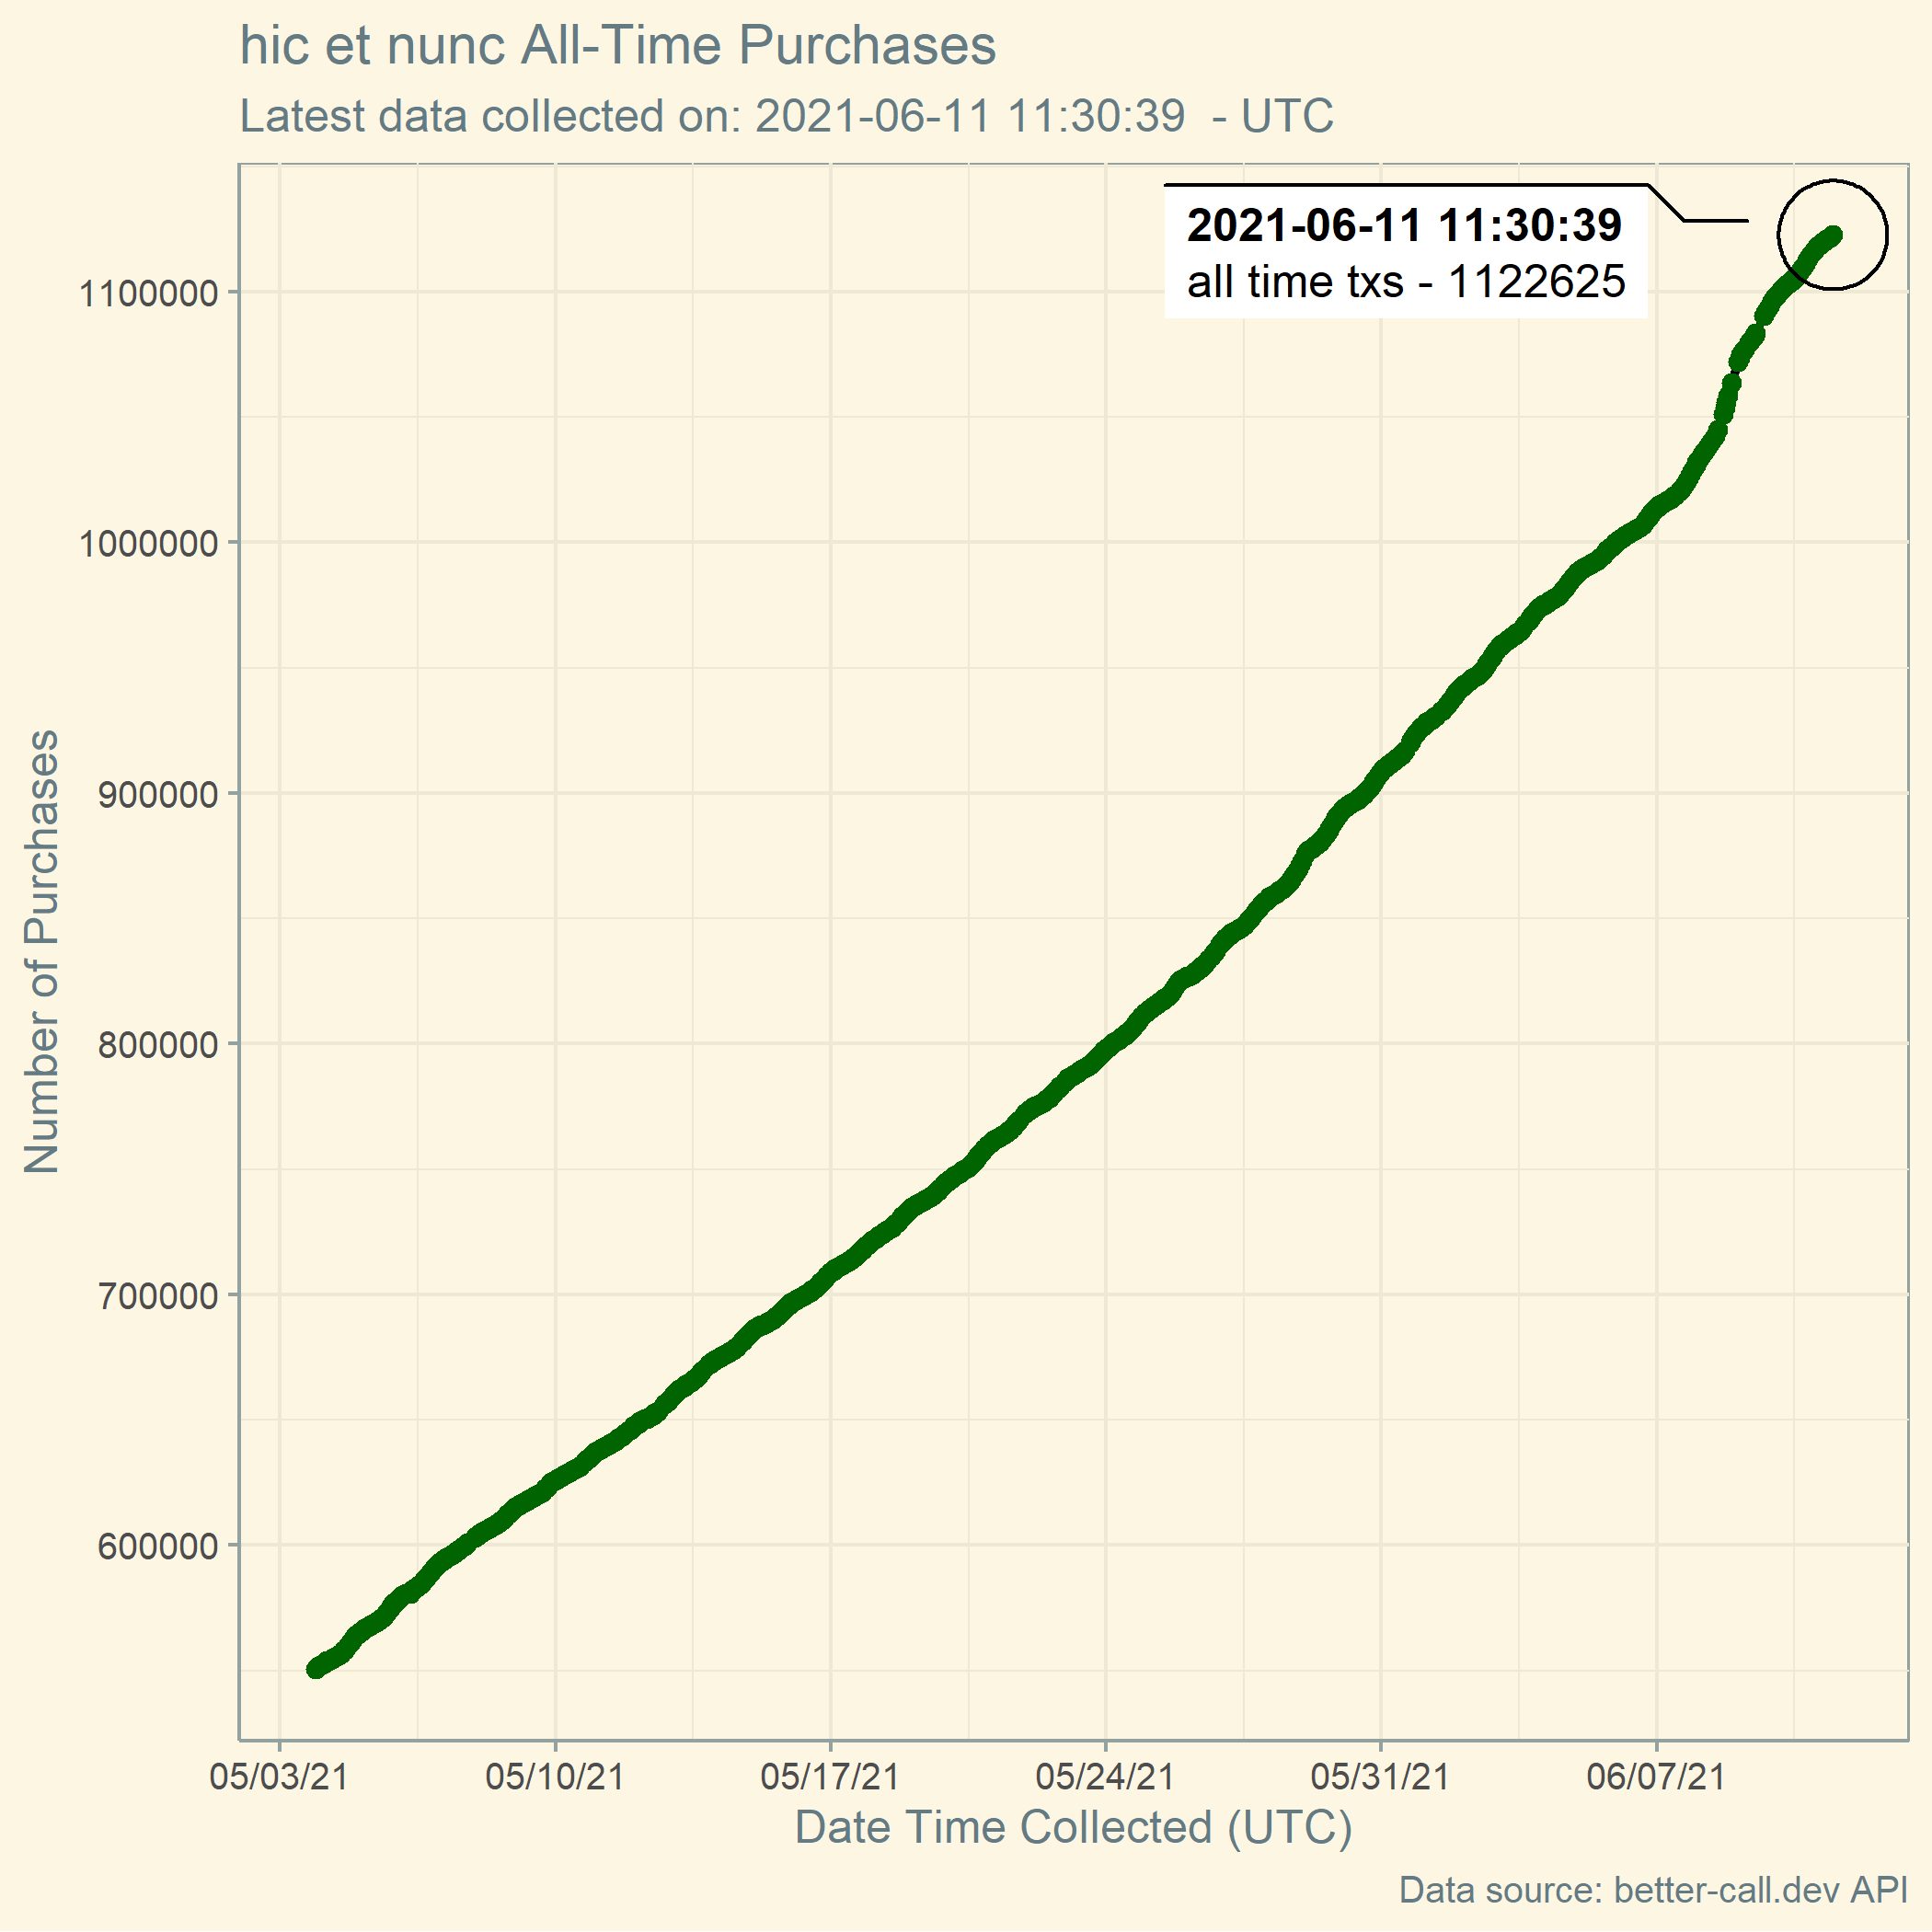 hic et nunc All-Time Purchases
Latest data collected on: 2021-06-11 11:30:39  - UTC
2021-06-11 11:30:39
all time txs - 1122625
Number of Purchases
1100000
1000000
900000
800000
700000
600000
05/03/21 05/10/21 05/17/21 05/24/21 05/31/21 06/07/21
Date Time Collected (UTC)
Data source: better-call.dev API